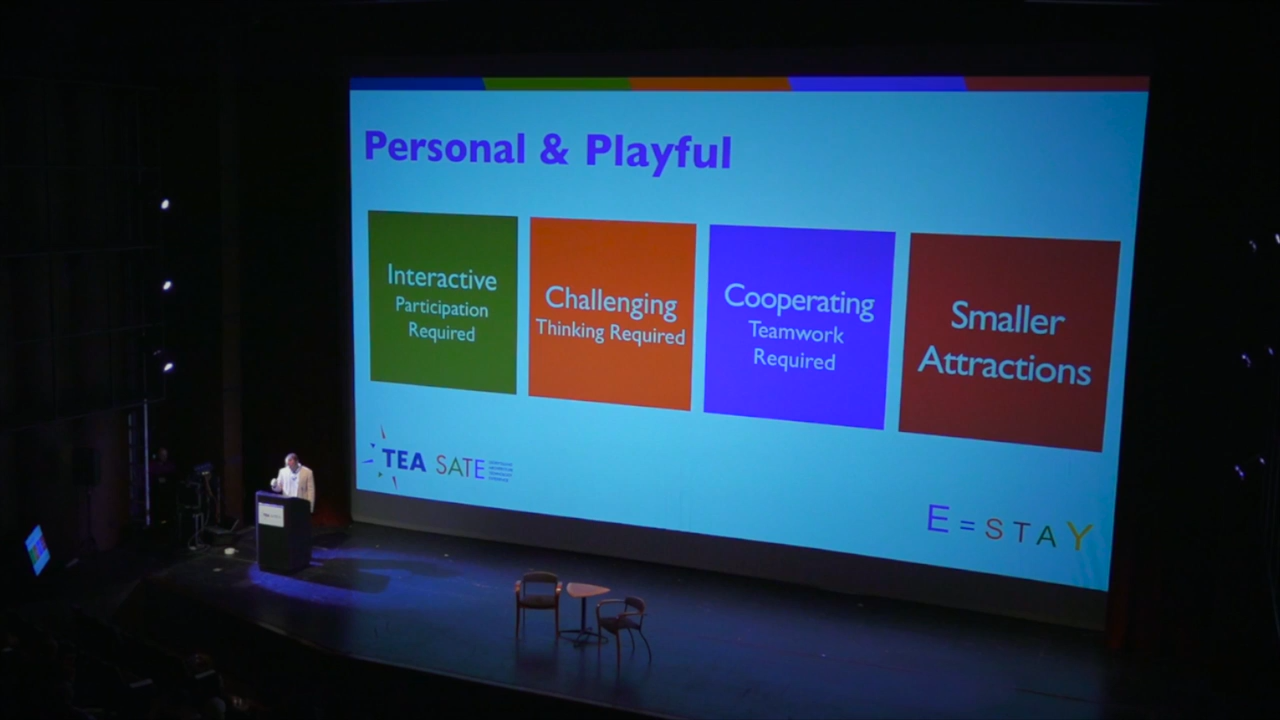 Personal & Playful
Interactive
Participation
Required
Challenging
Thinking Required
Cooperating
Teamwork
Required
Smaller
Attractions
TEA SATE
E = STAY